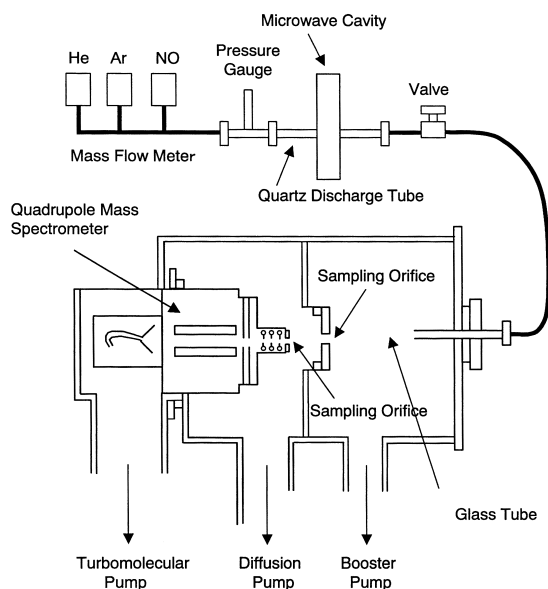 Microwave Cavity
He Ar NO
Pressure
Gauge
Valve
Mass Flow Meter
Quartz Discharge Tube
Quadrupole Mass
Spectrometer
Sampling Orifice
Sampling Orifice
Glass Tube
Turbomolecular
Pump
Diffusion
Pump
Booster
Pump